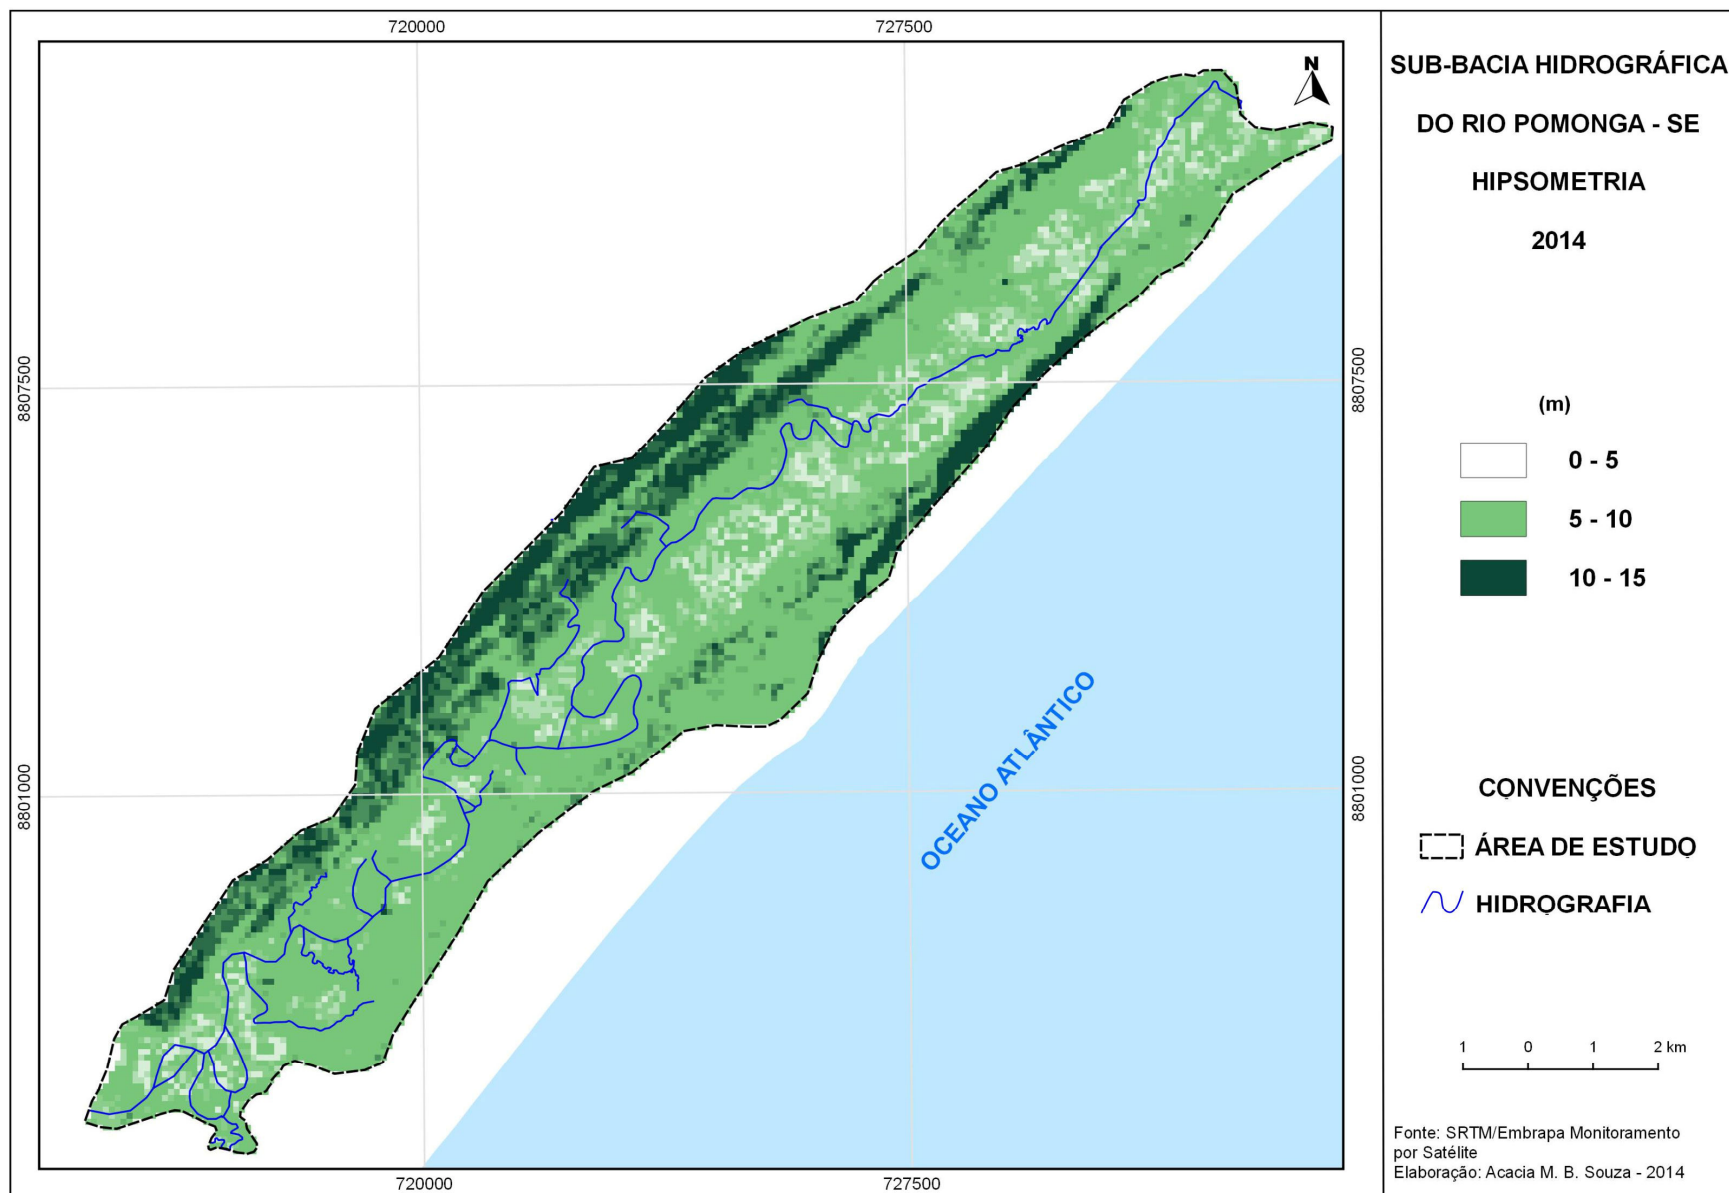 720000
727500
SUB-BACIA HIDROGRÁFICA
DO RIO POMONGA - SE
HIPSOMETRIA
2014
N
8807500
8807500
(m)
0 - 5
5 - 10
10 - 15
OCEANO ATLÂNTICO
8801000
8801000
CONVENÇÕES
ÁREA DE ESTUDO
HIDROGRAFIA
1 0 1 2 km
Fonte: SRTM/Embrapa Monitoramento
por Satélite
Elaboração: Acacia M. B. Souza - 2014
720000
727500